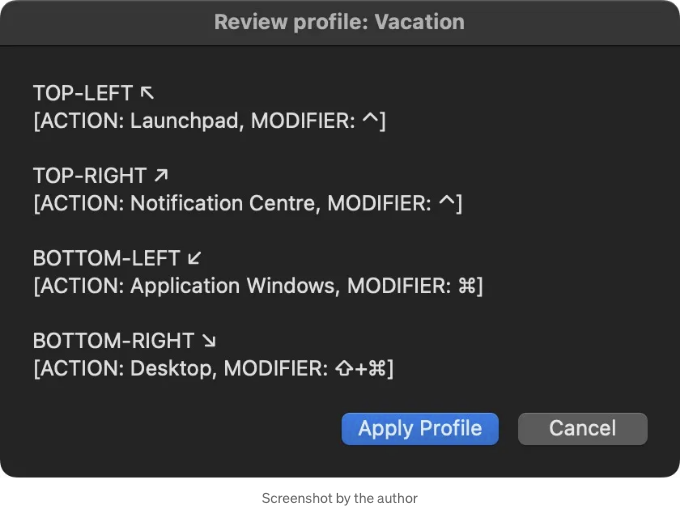 Review profile: Vacation
TOP-LEFT ↖
[ACTION: Launchpad, MODIFIER: ^]
TOP-RIGHT ↗
[ACTION: Notification Centre, MODIFIER: ^]
BOTTOM-LEFT ↙
[ACTION: Application Windows, MODIFIER: ⌘]
BOTTOM-RIGHT ↘
[ACTION: Desktop, MODIFIER: ⇧+⌘]
Apply Profile Cancel
Screenshot by the author